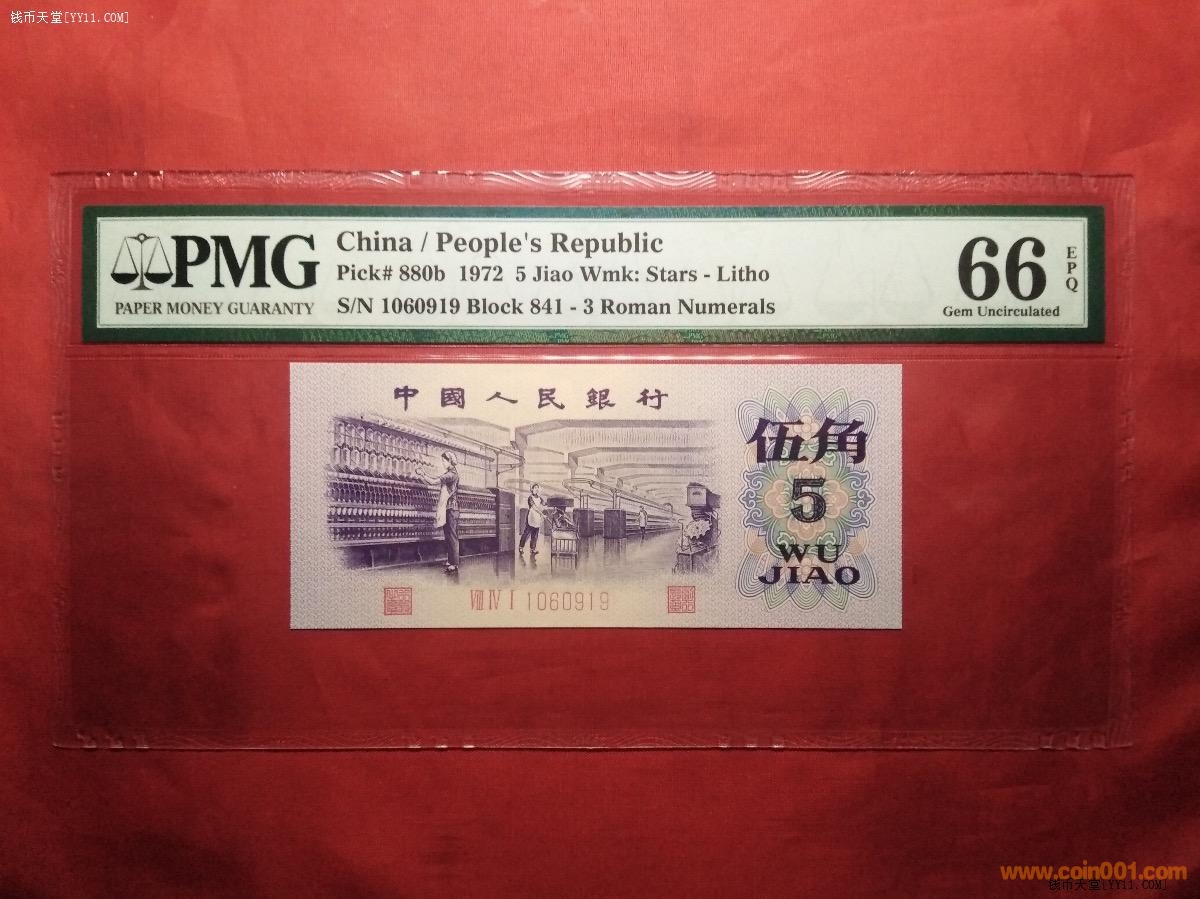 钱币天堂[YY11.COM]
PMG
PAPER MONEY GUARANTY
China / People's Republic
Pick# 880b 1972 5 Jiao Wmk: Stars - Litho
S/N 1060919 Block 841 - 3 Roman Numerals
66
EPQ
Gem Uncirculated
中國人民銀行
伍角
5
WU
JIAO
VIII IV I 1060919
www.coin001.com
钱币天堂[YY11.COM]